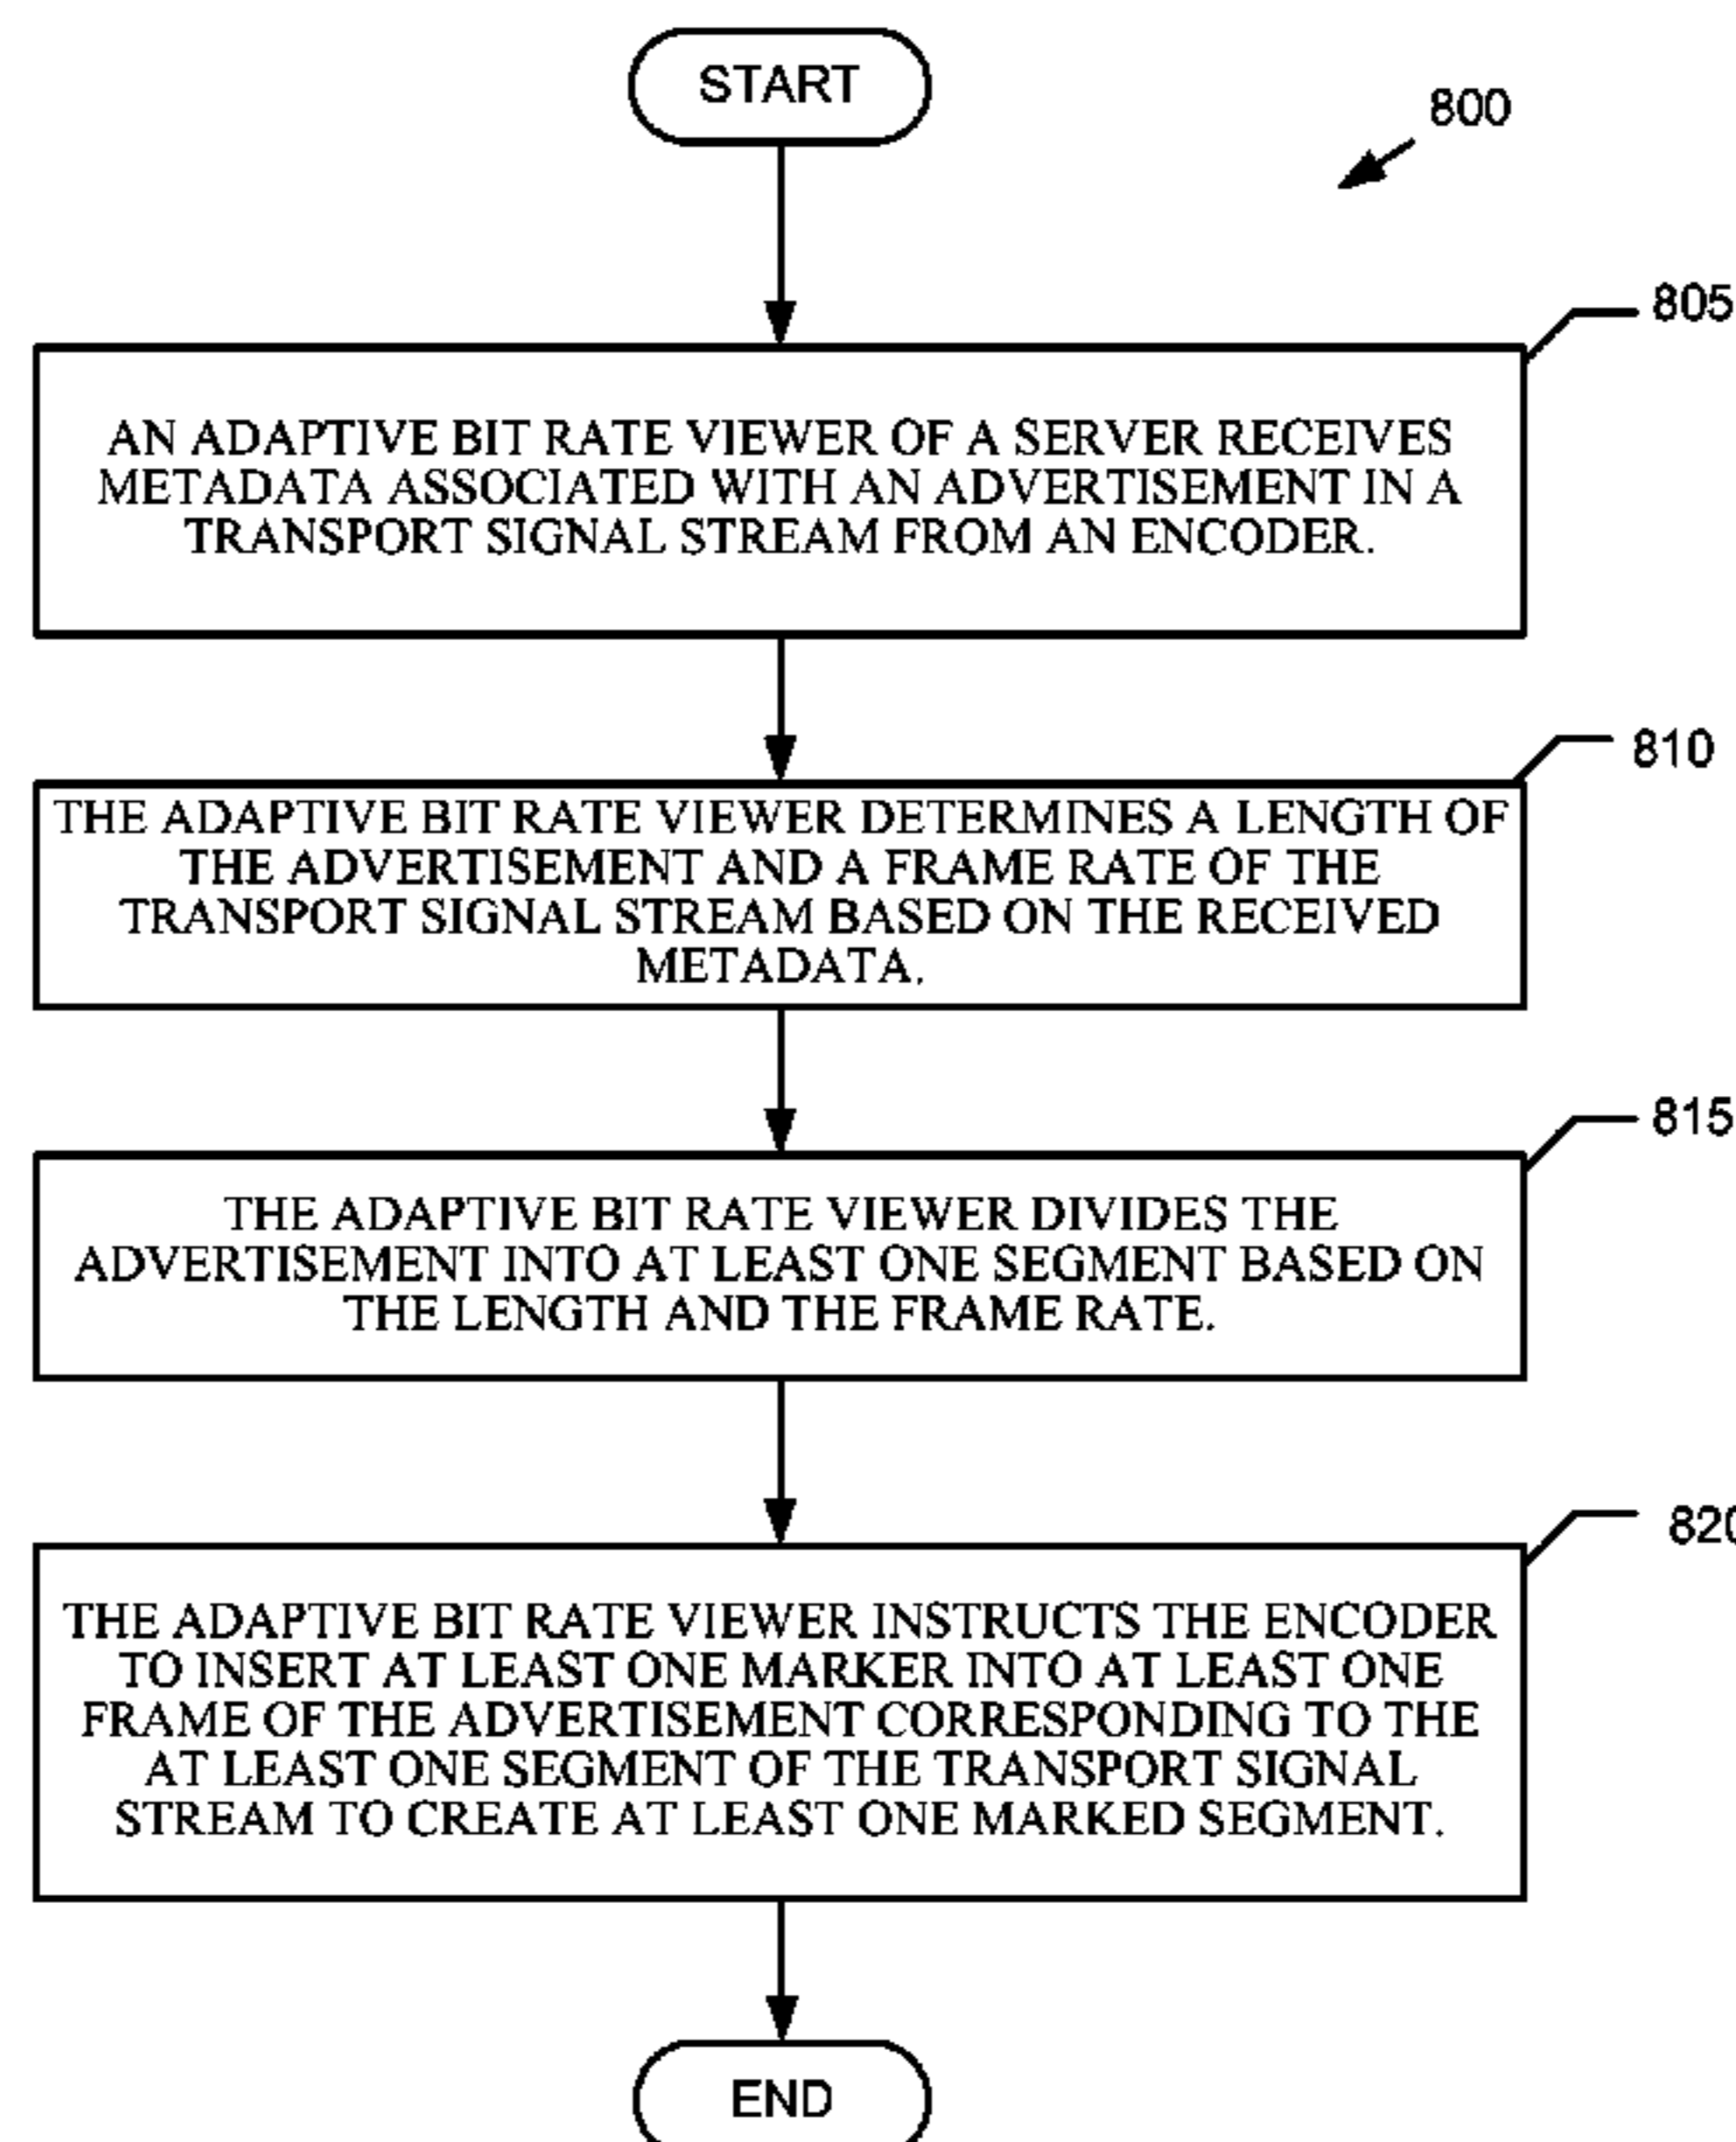 START
800
805
AN ADAPTIVE BIT RATE VIEWER OF A SERVER RECEIVES
METADATA ASSOCIATED WITH AN ADVERTISEMENT IN A
TRANSPORT SIGNAL STREAM FROM AN ENCODER.
810
THE ADAPTIVE BIT RATE VIEWER DETERMINES A LENGTH OF
THE ADVERTISEMENT AND A FRAME RATE OF THE
TRANSPORT SIGNAL STREAM BASED ON THE RECEIVED
METADATA.
815
THE ADAPTIVE BIT RATE VIEWER DIVIDES THE
ADVERTISEMENT INTO AT LEAST ONE SEGMENT BASED ON
THE LENGTH AND THE FRAME RATE.
820
THE ADAPTIVE BIT RATE VIEWER INSTRUCTS THE ENCODER
TO INSERT AT LEAST ONE MARKER INTO AT LEAST ONE
FRAME OF THE ADVERTISEMENT CORRESPONDING TO THE
AT LEAST ONE SEGMENT OF THE TRANSPORT SIGNAL
STREAM TO CREATE AT LEAST ONE MARKED SEGMENT.
END